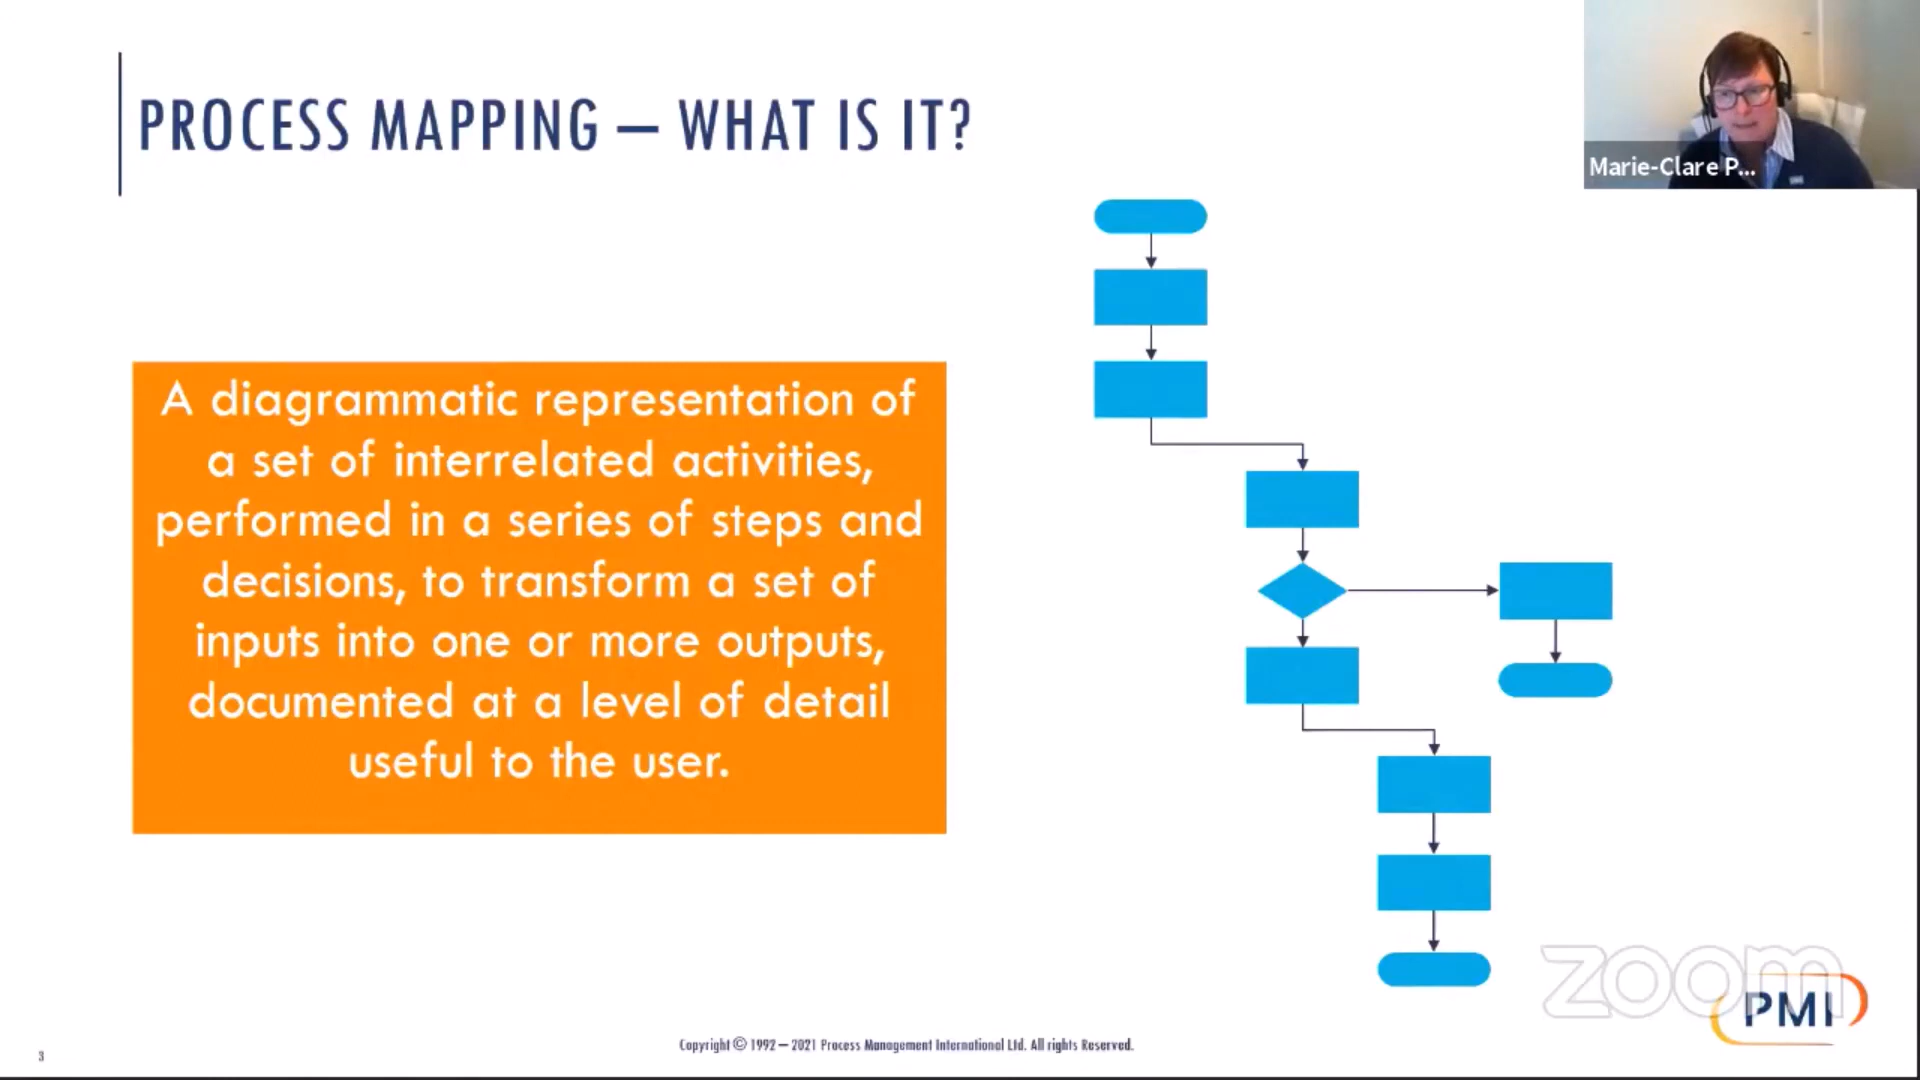 PROCESS MAPPING – WHAT IS IT?
Marie-Clare P...
A diagrammatic representation of
a set of interrelated activities,
performed in a series of steps and
decisions, to transform a set of
inputs into one or more outputs,
documented at a level of detail
useful to the user.
zoom
PMI
Copyright © 1992 – 2021 Process Management International Ltd. All rights Reserved.
3